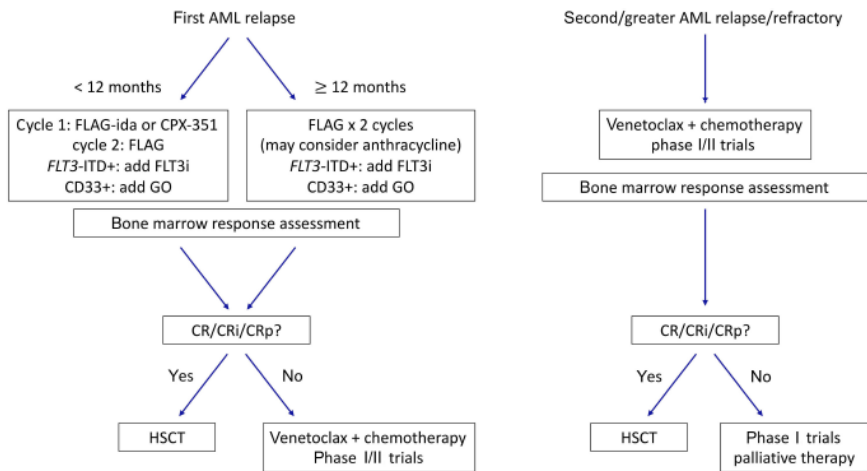 First AML relapse
< 12 months
≥ 12 months
Cycle 1: FLAG-ida or CPX-351
cycle 2: FLAG
FLT3-ITD+: add FLT3i
CD33+: add GO
FLAG x 2 cycles
(may consider anthracycline)
FLT3-ITD+: add FLT3i
CD33+: add GO
Bone marrow response assessment
CR/CRi/CRp?
Yes
No
HSCT
Venetoclax + chemotherapy
Phase I/II trials
Second/greater AML relapse/refractory
Venetoclax + chemotherapy
phase I/II trials
Bone marrow response assessment
CR/CRi/CRp?
Yes
No
HSCT
Phase I trials
palliative therapy